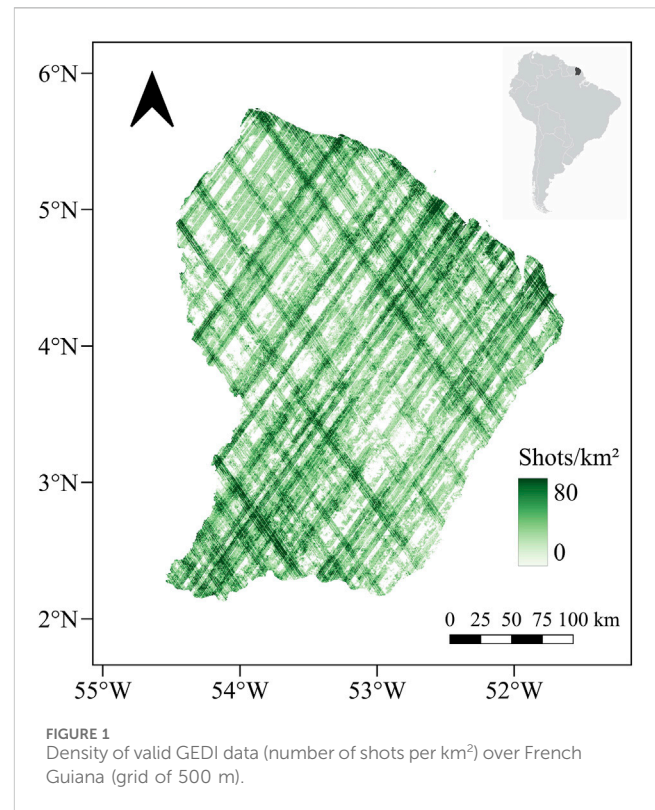 6°N
5°N
4°N
3°N
2°N
55°W 54°W 53°W 52°W
Shots/km²
80
0
0 25 50 75 100 km
FIGURE 1
Density of valid GEDI data (number of shots per km²) over French
Guiana (grid of 500 m).